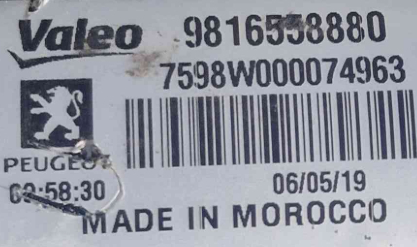 Valeo 9816558880
7598W000074963
PEUGEOT
06/05/19
MADE IN MOROCCO